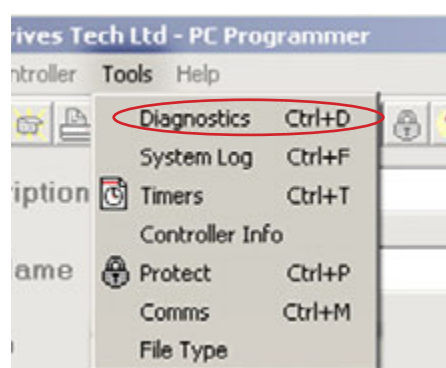 rives Tech Ltd - PC Programmer
ntroller Tools Help
Diagnostics Ctrl+D
System Log Ctrl+F
iption Timers Ctrl+T
Controller Info
ame Protect Ctrl+P
Comms Ctrl+M
File Type